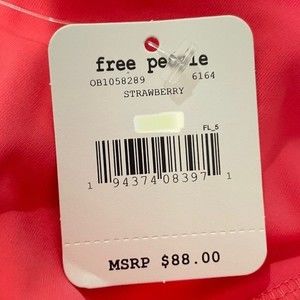 free people
OB1058289 6164
STRAWBERRY
FL_5
1 94374 08397 1
MSRP $88.00